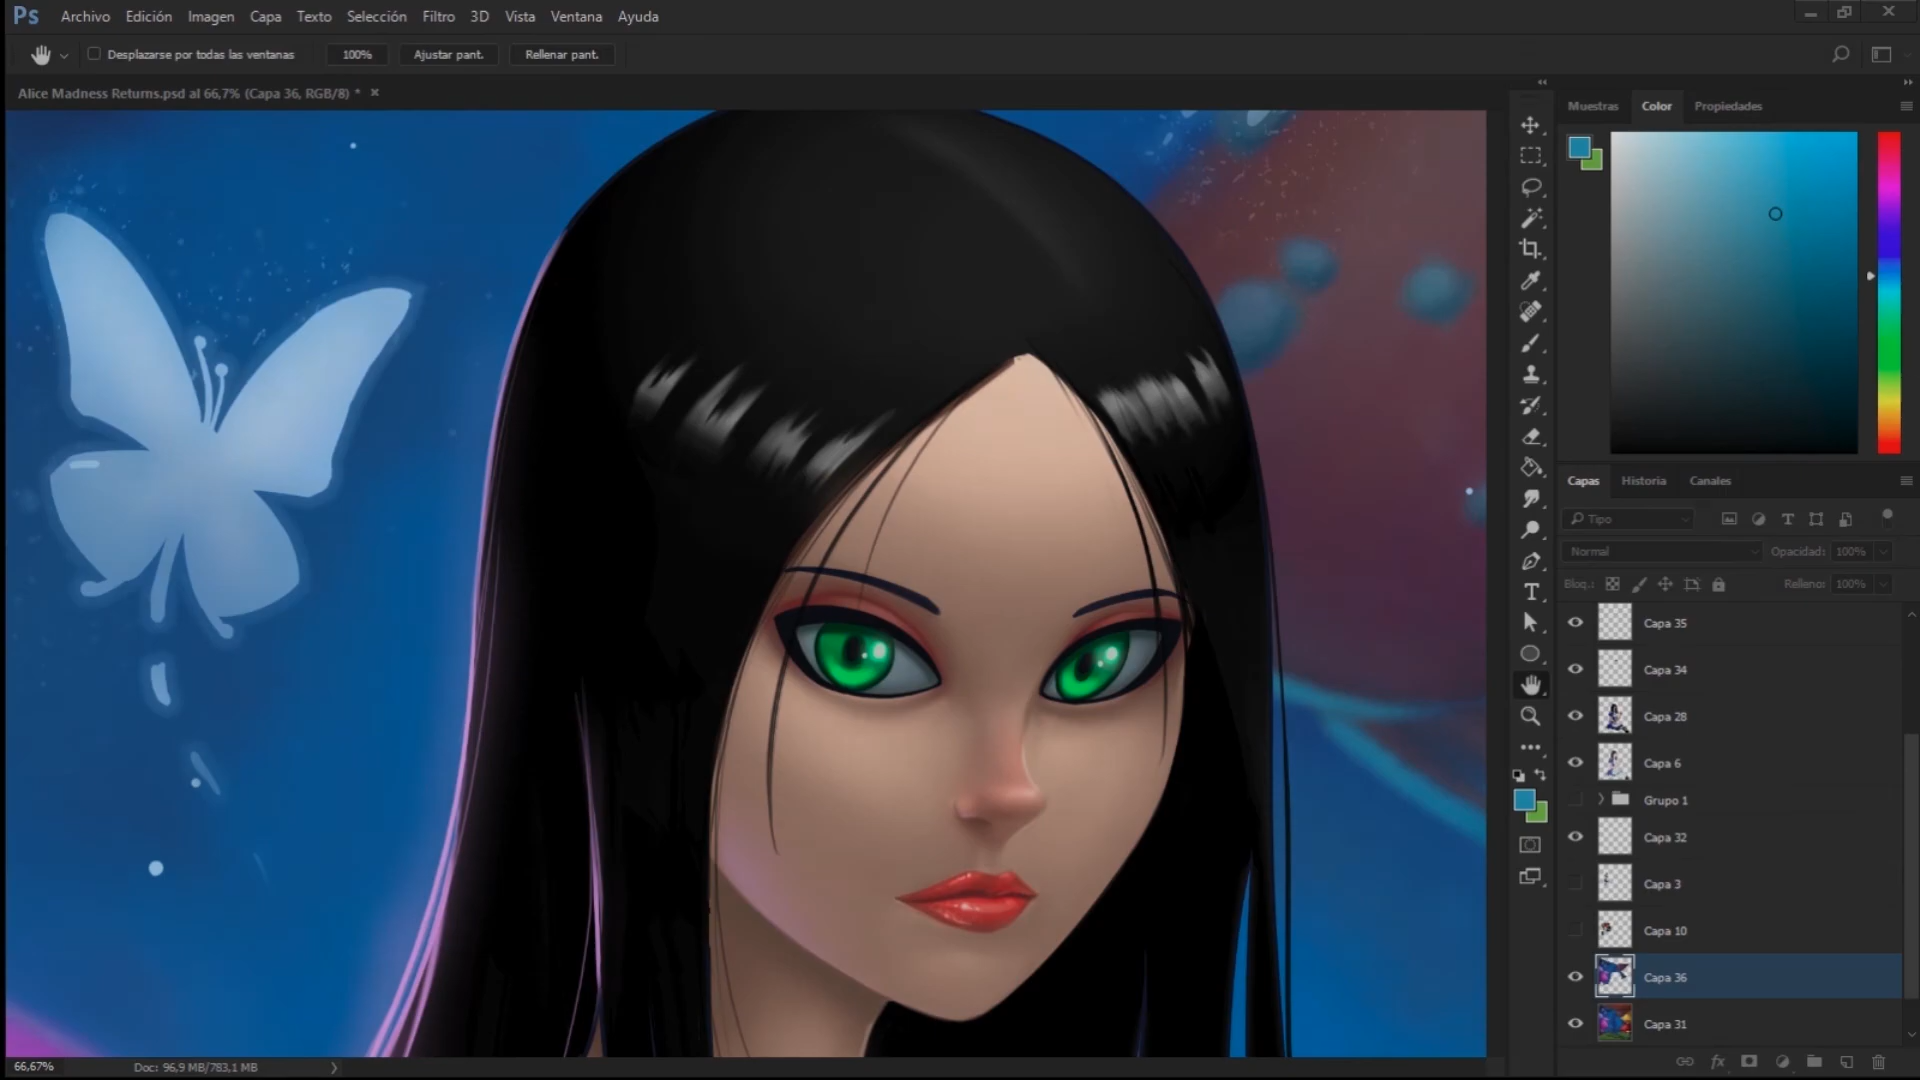 Ps Archivo Edición Imagen Capa Texto Selección Filtro 3D Vista Ventana Ayuda
Desplazarse por todas las ventanas 100% Ajustar pant. Rellenar pant.
Alice Madness Returns.psd al 66,7% (Capa 36, RGB/8) *
Muestras Color Propiedades
Capas Historia Canales
Tipo
Normal Opacidad: 100%
Bloq.: Relleno: 100%
Capa 35
Capa 34
Capa 28
Capa 6
Grupo 1
Capa 32
Capa 3
Capa 10
Capa 36
Capa 31
66,67% Doc: 96,9 MB/783,1 MB
fx